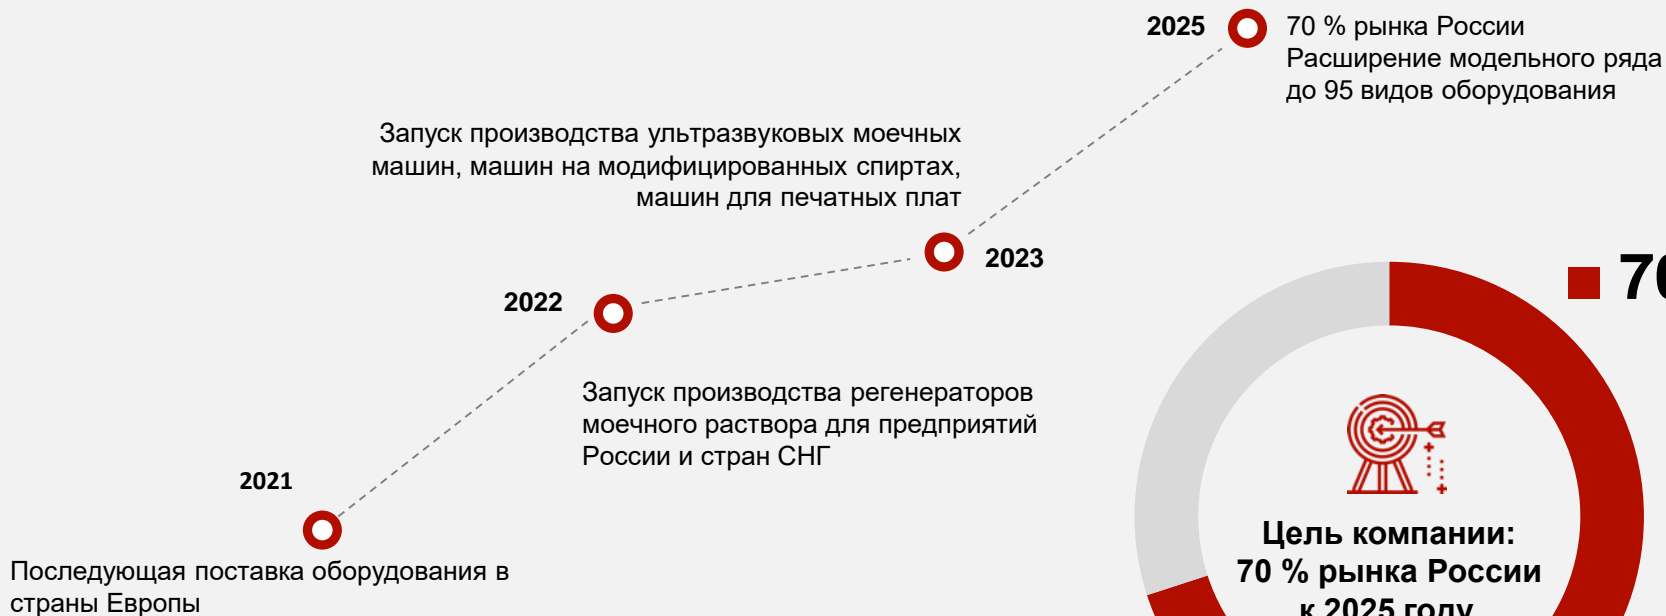 2025
70 % рынка России
Расширение модельного ряда
до 95 видов оборудования
Запуск производства ультразвуковых моечных
машин, машин на модифицированных спиртах,
машин для печатных плат
2023
2022
Запуск производства регенераторов
моечного раствора для предприятий
России и стран СНГ
2021
Последующая поставка оборудования в
страны Европы
Цель компании:
70 % рынка России
к 2025 году